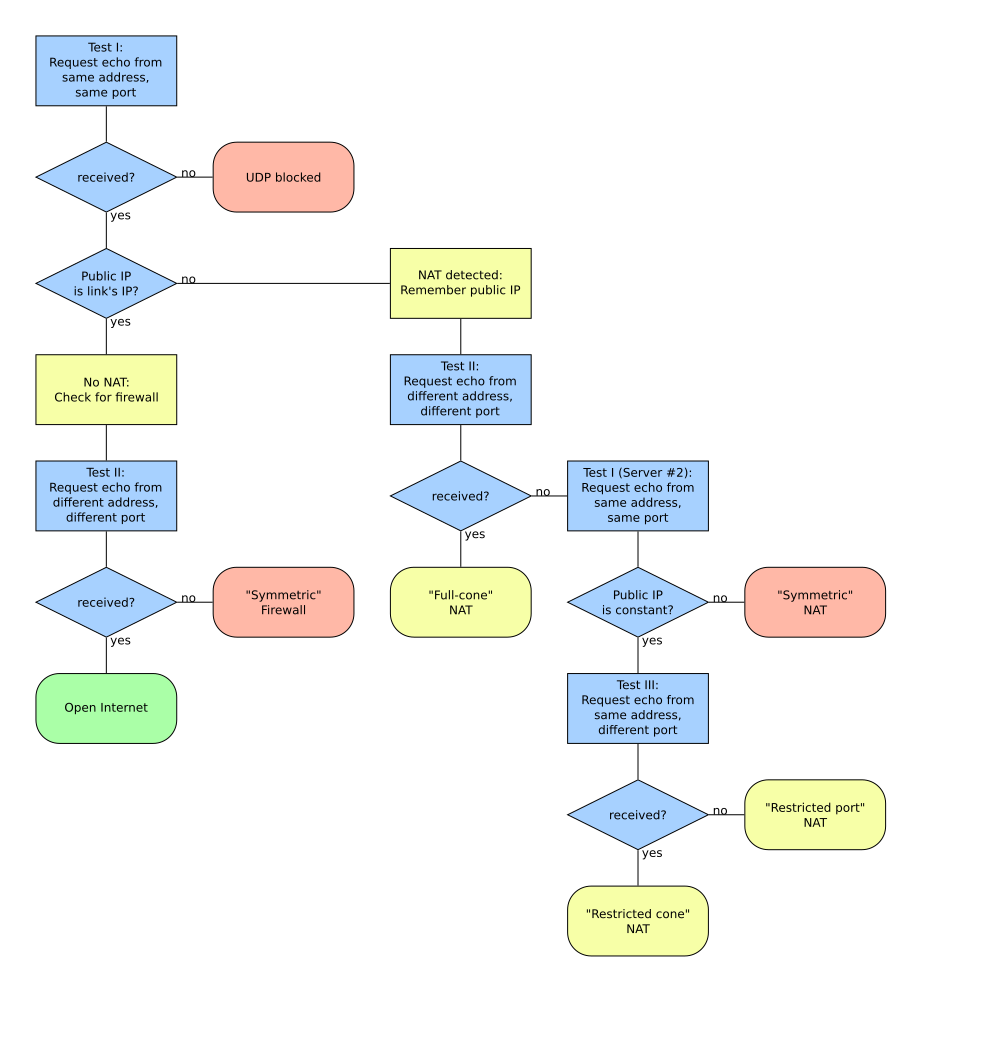 Test I:
Request echo from
same address,
same port
received?
no
UDP blocked
yes
Public IP
is link's IP?
no
NAT detected:
Remember public IP
yes
No NAT:
Check for firewall
Test II:
Request echo from
different address,
different port
Test II:
Request echo from
different address,
different port
received?
no
Test I (Server #2):
Request echo from
same address,
same port
yes
received?
no
"Symmetric"
Firewall
"Full-cone"
NAT
Public IP
is constant?
no
"Symmetric"
NAT
yes
yes
Open Internet
Test III:
Request echo from
same address,
different port
received?
no
"Restricted port"
NAT
yes
"Restricted cone"
NAT